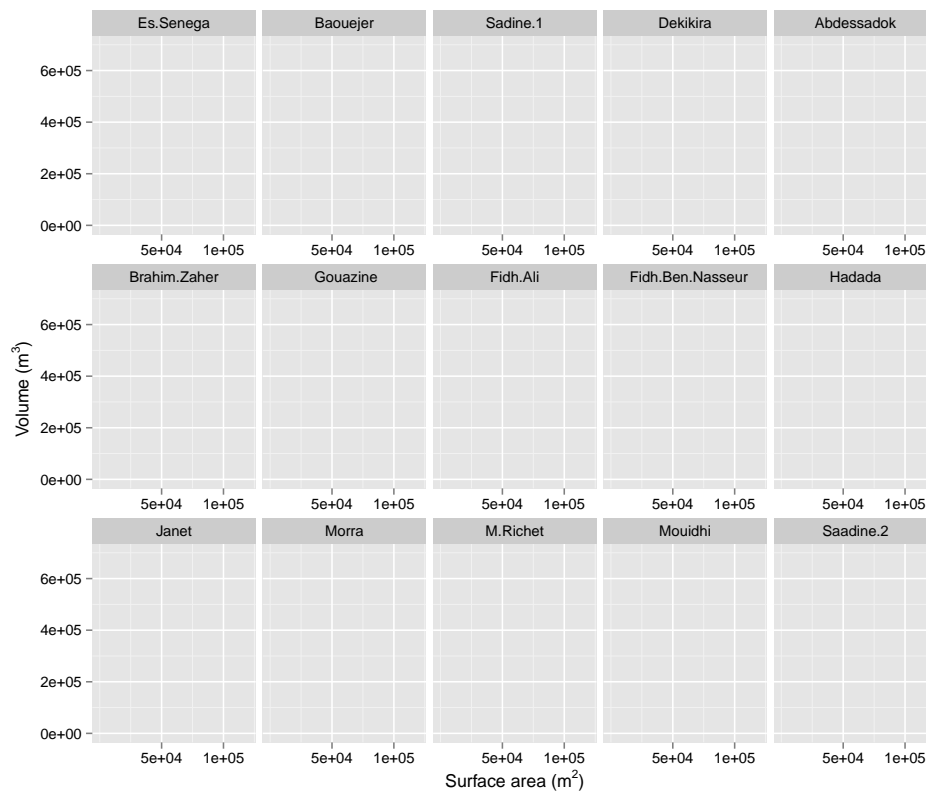 Es.Senega Baouejer Sadine.1 Dekikira Abdessadok
6e+05
4e+05
2e+05
0e+00
5e+04 1e+05 5e+04 1e+05 5e+04 1e+05 5e+04 1e+05 5e+04 1e+05
Brahim.Zaher Gouazine Fidh.Ali Fidh.Ben.Nasseur Hadada
6e+05
4e+05
2e+05
0e+00
Volume (m³)
5e+04 1e+05 5e+04 1e+05 5e+04 1e+05 5e+04 1e+05 5e+04 1e+05
Janet Morra M.Richet Mouidhi Saadine.2
6e+05
4e+05
2e+05
0e+00
5e+04 1e+05 5e+04 1e+05 5e+04 1e+05 5e+04 1e+05 5e+04 1e+05
Surface area (m²)